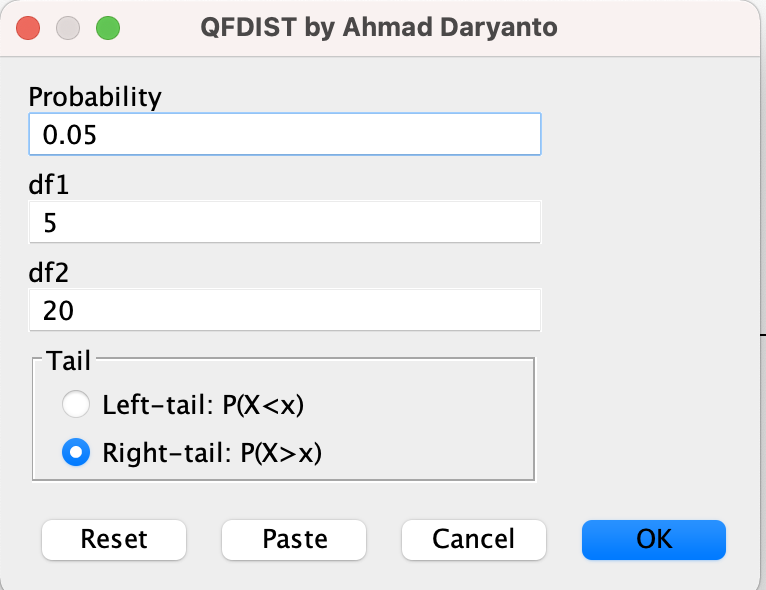 QFDIST by Ahmad Daryanto
Probability
0.05
df1
5
df2
20
Tail
Left-tail: P(X<x)
Right-tail: P(X>x)
Reset Paste Cancel OK